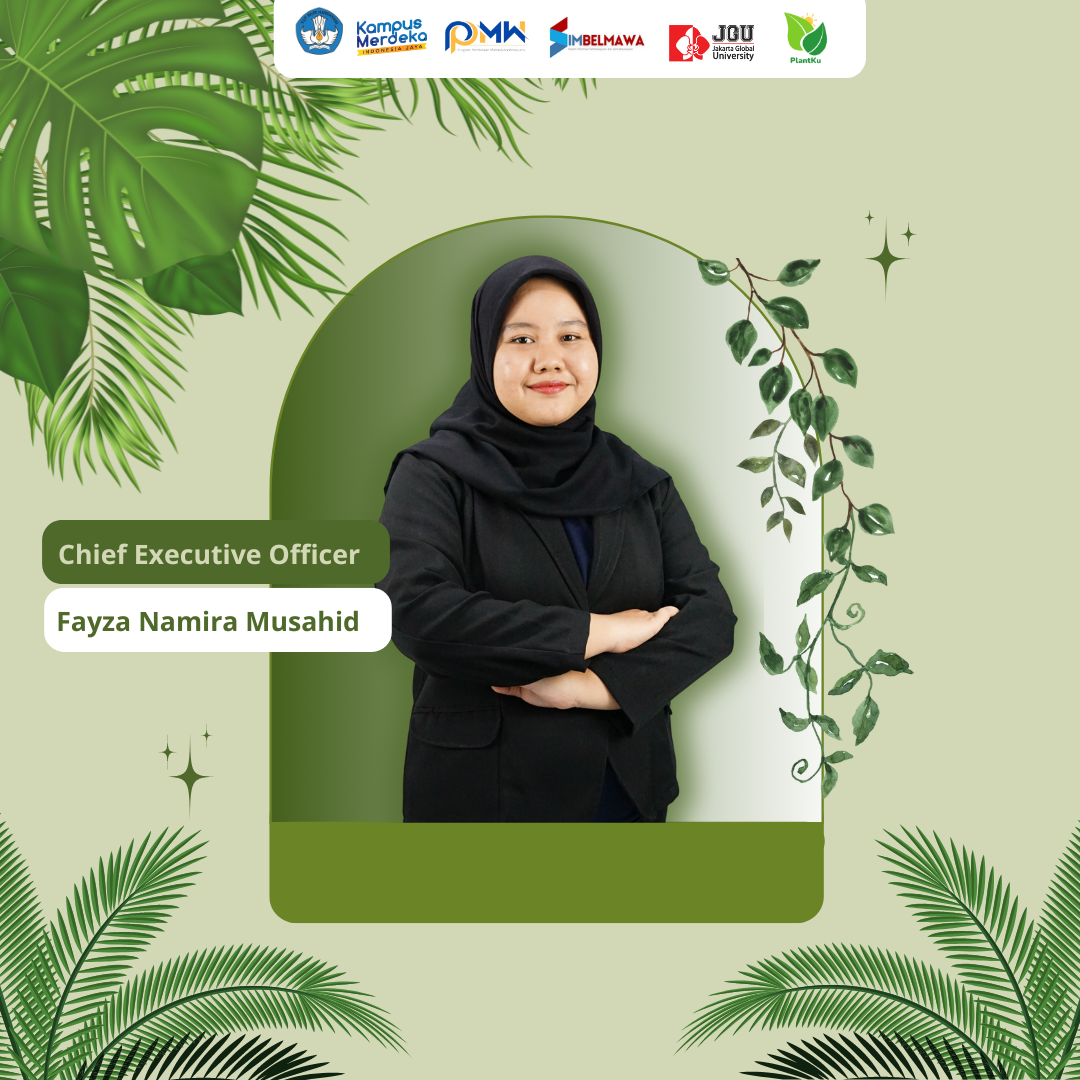 Kampus
Merdeka
INDONESIA JAYA
PMW
SIMBELMAWA
JGU
Jakarta Global
University
PlantKu
Chief Executive Officer
Fayza Namira Musahid